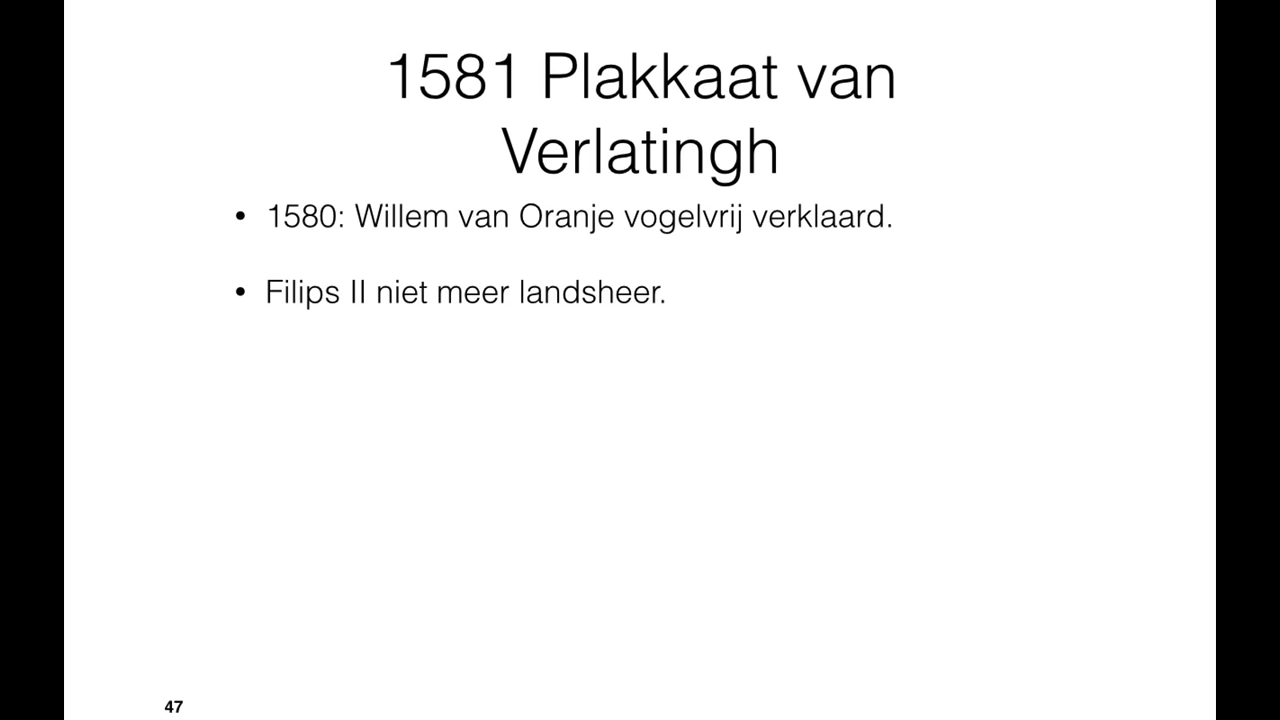 1581 Plakkaat van
Verlatingh
• 1580: Willem van Oranje vogelvrij verklaard.
• Filips II niet meer landsheer.
47